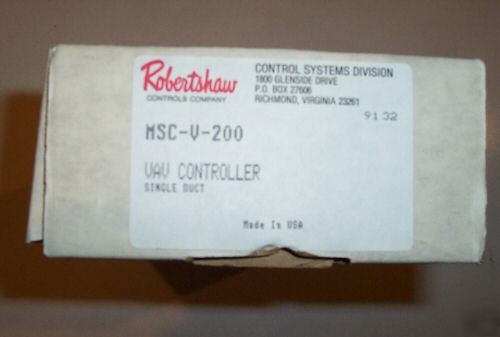 Robertshaw
CONTROLS COMPANY
CONTROL SYSTEMS DIVISION
1800 GLENSIDE DRIVE
P.O. BOX 27606
RICHMOND, VIRGINIA 23261
9132
MSC-V-200
VAV CONTROLLER
SINGLE DUCT
Made In USA